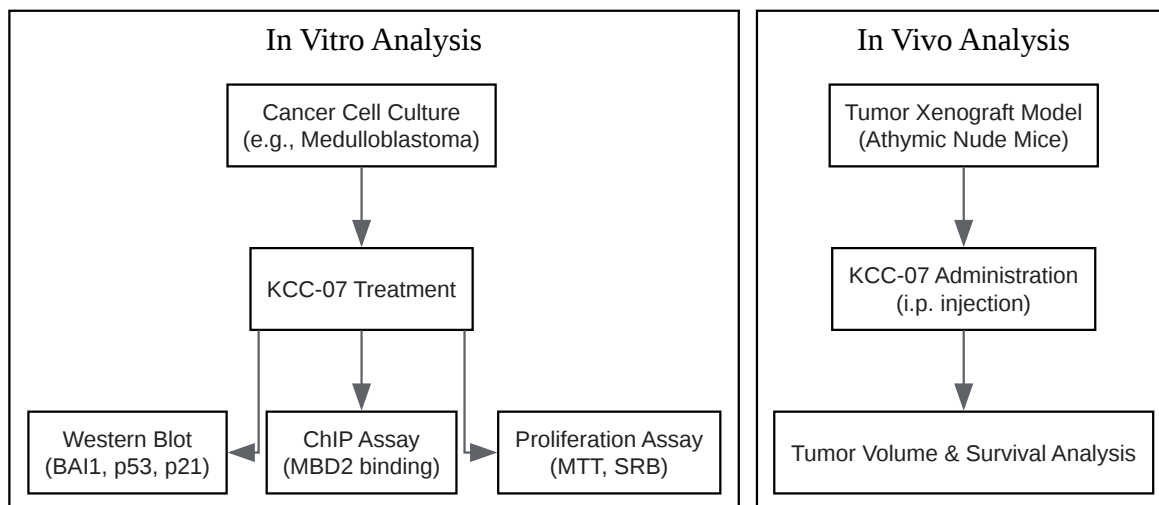 In Vitro Analysis
Cancer Cell Culture
(e.g., Medulloblastoma)
KCC-07 Treatment
Western Blot
(BAI1, p53, p21)
ChIP Assay
(MBD2 binding)
Proliferation Assay
(MTT, SRB)
In Vivo Analysis
Tumor Xenograft Model
(Athymic Nude Mice)
KCC-07 Administration
(i.p. injection)
Tumor Volume & Survival Analysis